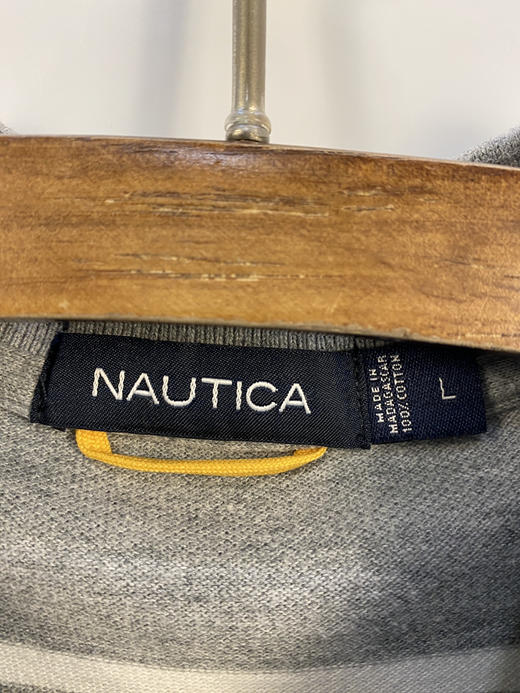 NAUTICA
MADE IN
MADAGASCAR
100% COTTON
L